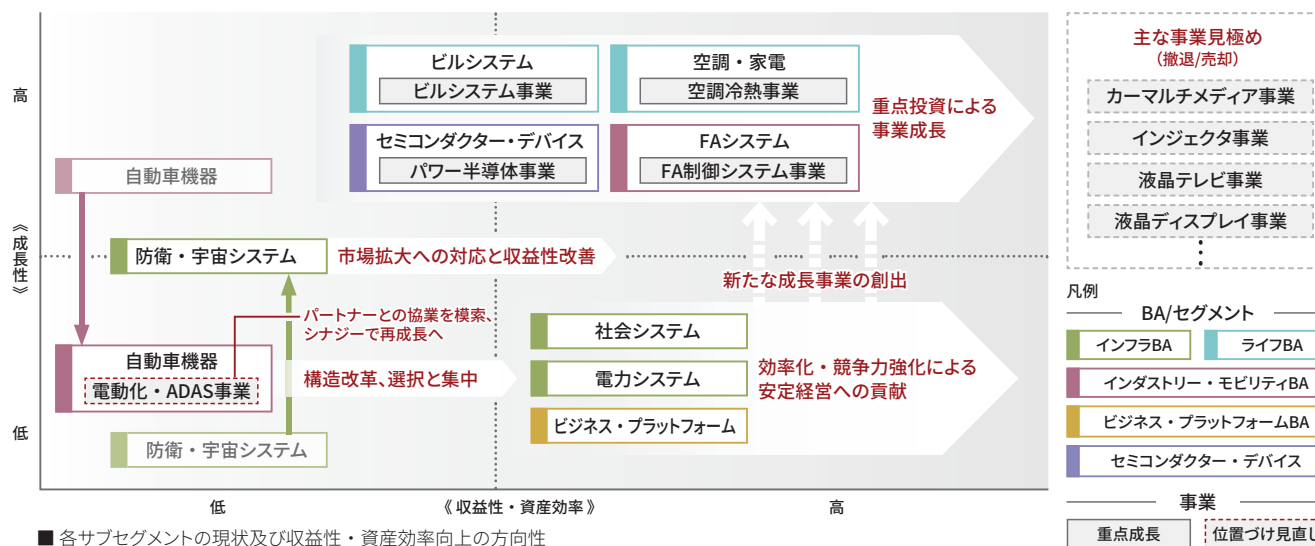 高
《成長性》
低
ビルシステム
ビルシステム事業
空調・家電
空調冷熱事業
セミコンダクター・デバイス
パワー半導体事業
FAシステム
FA制御システム事業
重点投資による
事業成長
自動車機器
防衛・宇宙システム
市場拡大への対応と収益性改善
新たな成長事業の創出
パートナーとの協業を模索、
シナジーで再成長へ
自動車機器
電動化・ADAS事業
構造改革、選択と集中
防衛・宇宙システム
社会システム
電力システム
ビジネス・プラットフォーム
効率化・競争力強化による
安定経営への貢献
低
《収益性・資産効率》
高
■ 各サブセグメントの現状及び収益性・資産効率向上の方向性
主な事業見極め
(撤退/売却)
カーマルチメディア事業
インジェクタ事業
液晶テレビ事業
液晶ディスプレイ事業
凡例
BA/セグメント
インフラBA
ライフBA
インダストリー・モビリティBA
ビジネス・プラットフォームBA
セミコンダクター・デバイス
事業
重点成長
位置づけ見直し